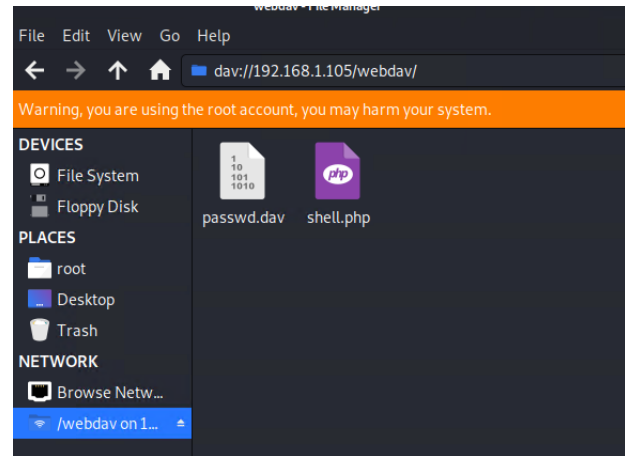 webdav - File Manager
File Edit View Go Help
dav://192.168.1.105/webdav/
Warning, you are using the root account, you may harm your system.
DEVICES
File System
Floppy Disk
PLACES
root
Desktop
Trash
NETWORK
Browse Netw...
/webdav on 1...
1
10
101
1010
php
passwd.dav shell.php